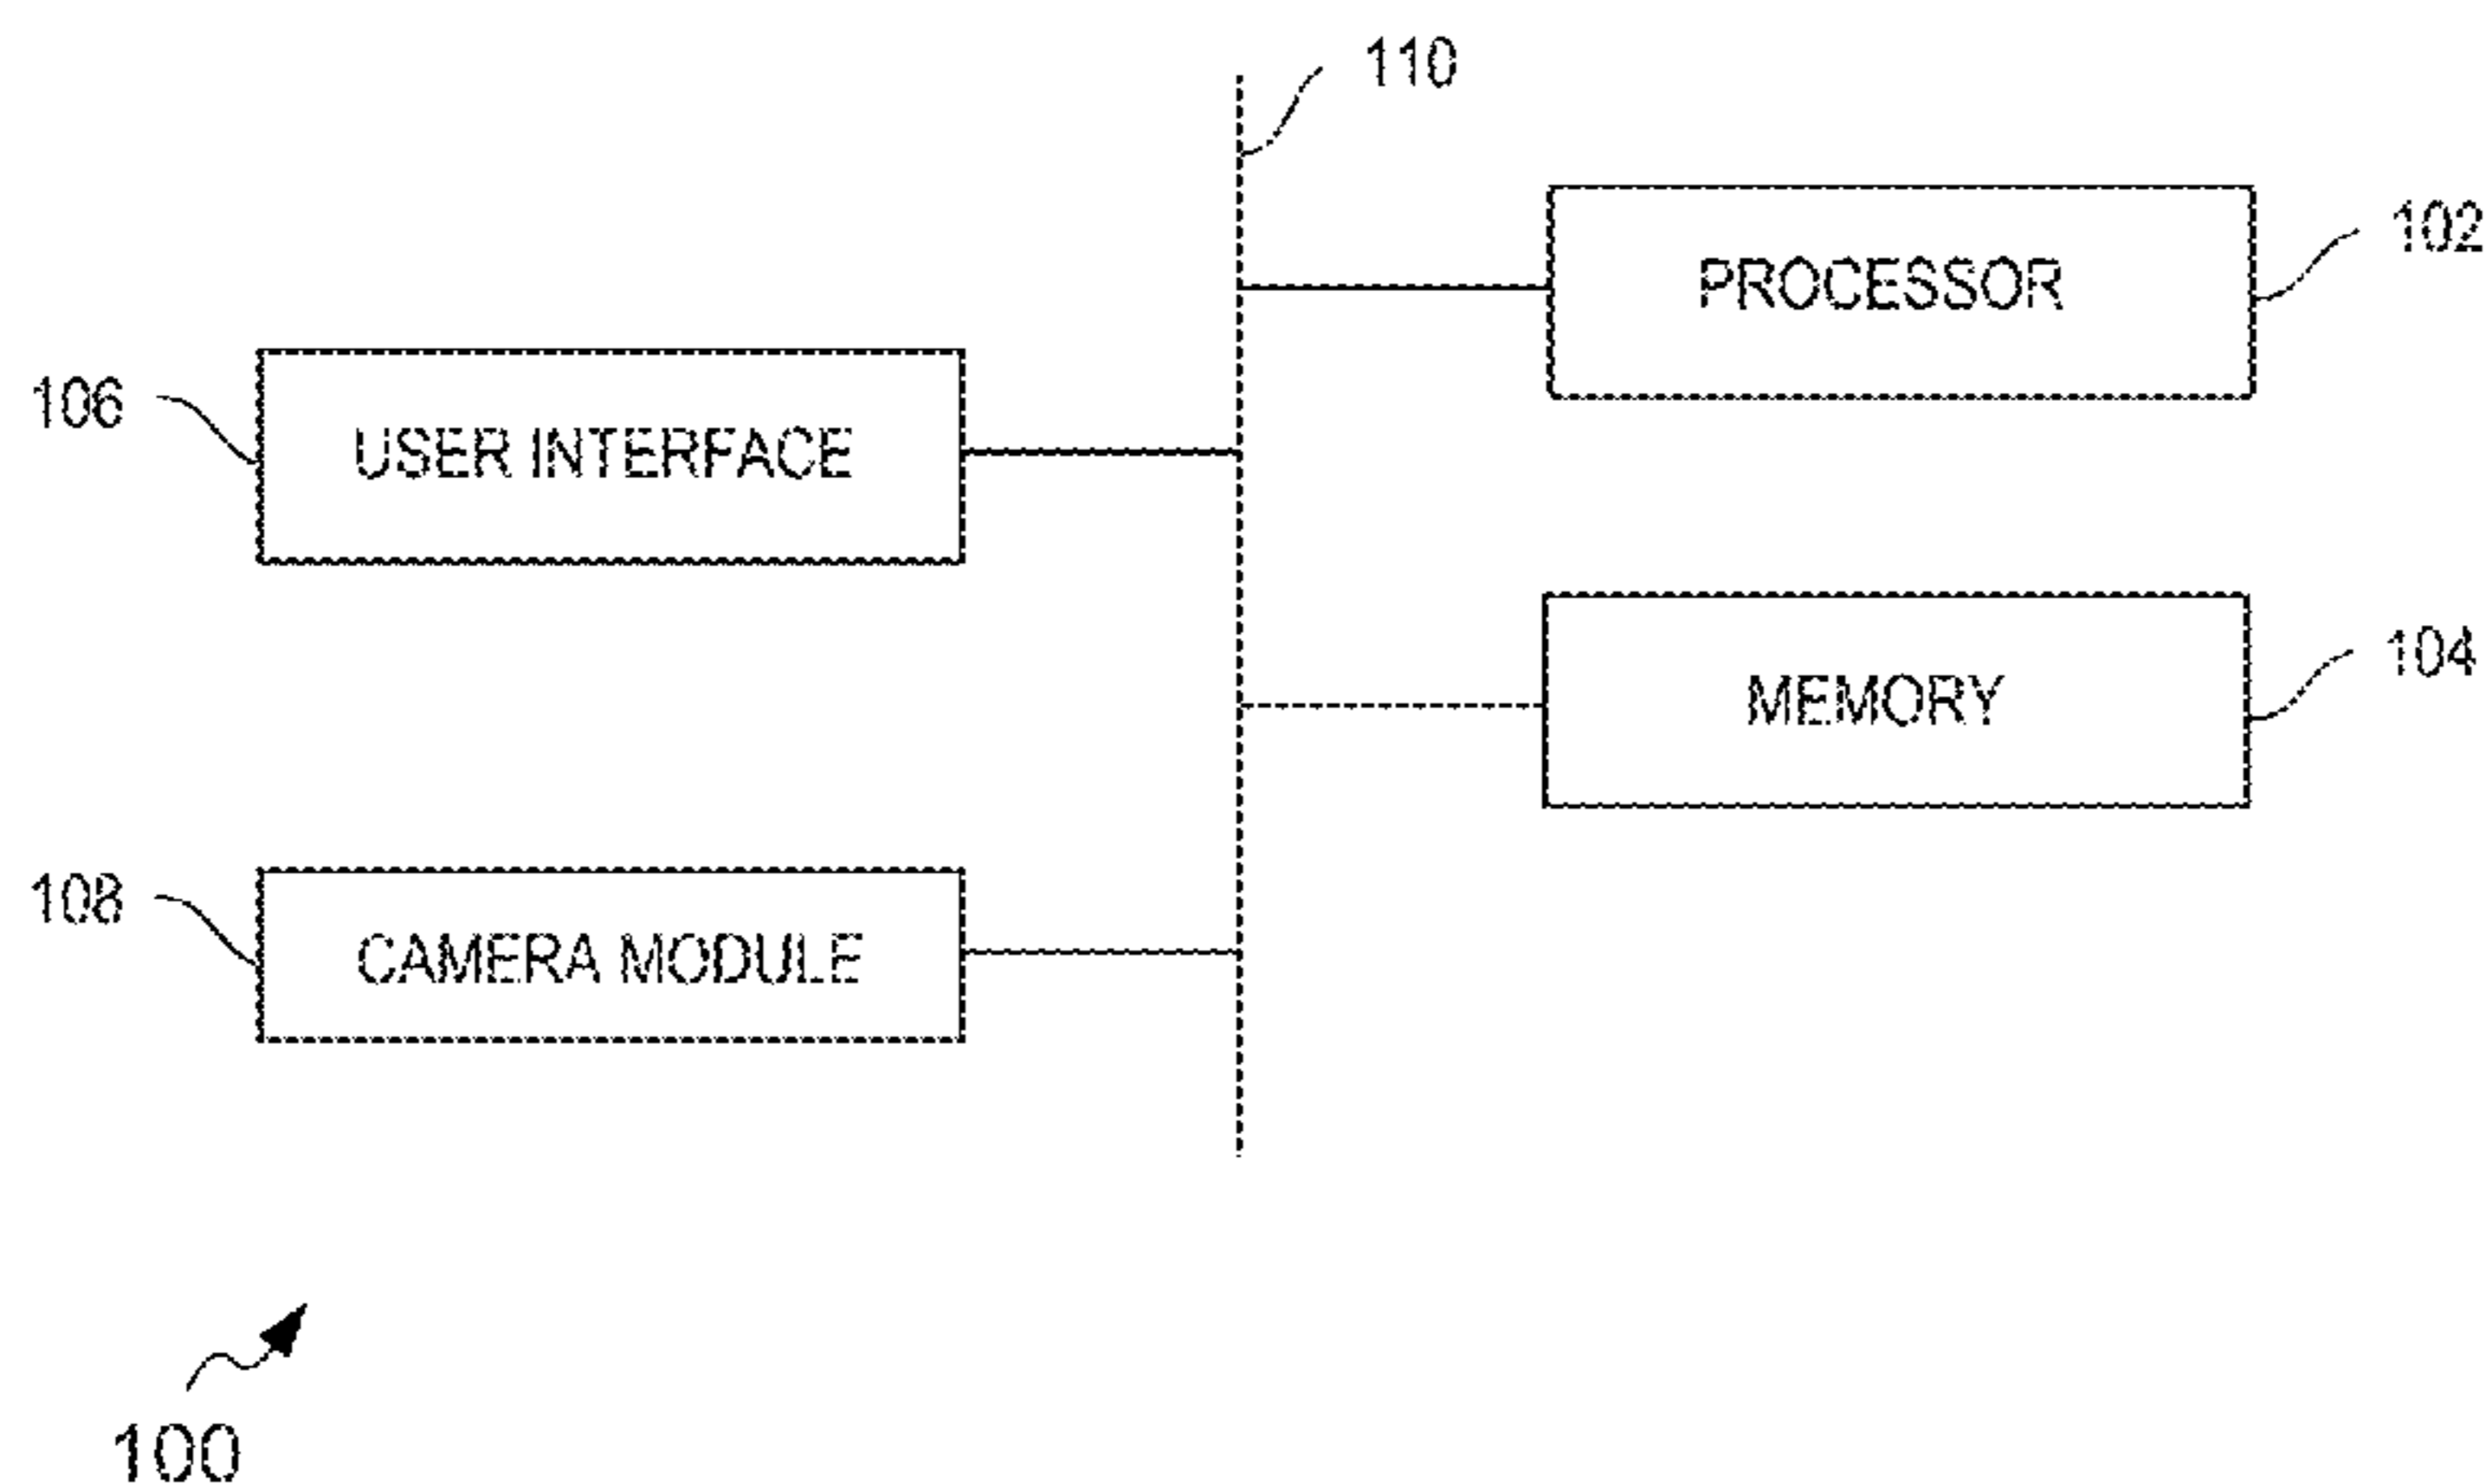 110
PROCESSOR
102
106
USER INTERFACE
MEMORY
104
108
CAMERA MODULE
100